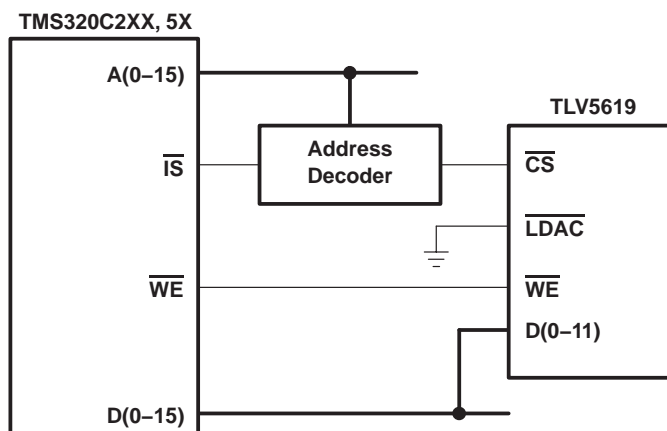 TMS320C2XX, 5X
A(0–15)
TLV5619
Address
Decoder
IS
CS
LDAC
WE
WE
D(0–11)
D(0–15)